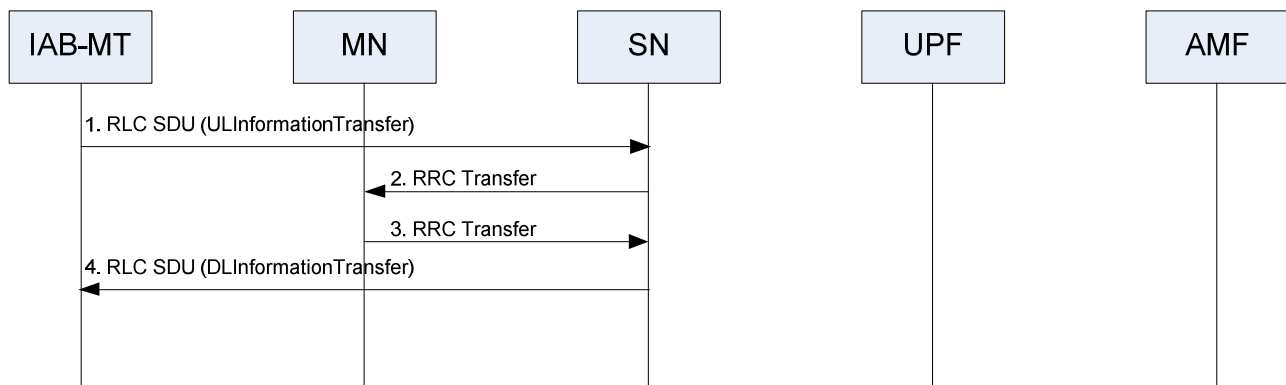 IAB-MT
MN
SN
UPF
AMF
1. RLC SDU (ULInformationTransfer)
2. RRC Transfer
3. RRC Transfer
4. RLC SDU (DLInformationTransfer)